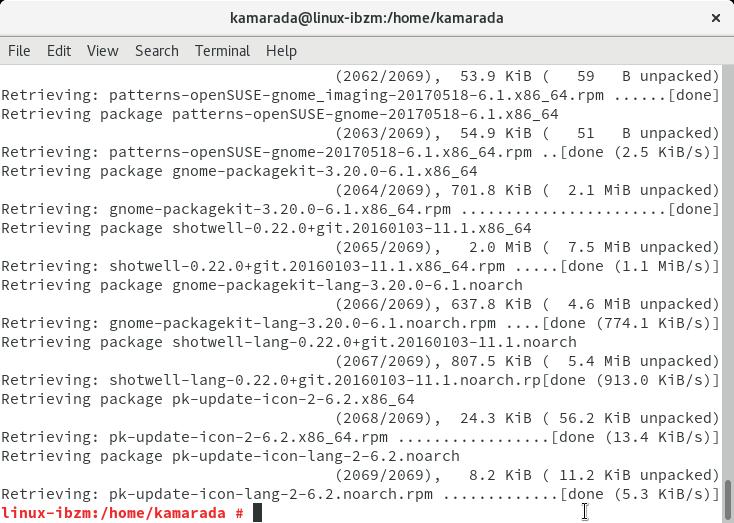 kamarada@linux-ibzm:/home/kamarada
File Edit View Search Terminal Help
(2062/2069), 53.9 KiB ( 59 B unpacked)
Retrieving: patterns-openSUSE-gnome_imaging-20170518-6.1.x86_64.rpm ......[done]
Retrieving package patterns-openSUSE-gnome-20170518-6.1.x86_64
(2063/2069), 54.9 KiB ( 51 B unpacked)
Retrieving: patterns-openSUSE-gnome-20170518-6.1.x86_64.rpm ..[done (2.5 KiB/s)]
Retrieving package gnome-packagekit-3.20.0-6.1.x86_64
(2064/2069), 701.8 KiB ( 2.1 MiB unpacked)
Retrieving: gnome-packagekit-3.20.0-6.1.x86_64.rpm .......................[done]
Retrieving package shotwell-0.22.0+git.20160103-11.1.x86_64
(2065/2069), 2.0 MiB ( 7.5 MiB unpacked)
Retrieving: shotwell-0.22.0+git.20160103-11.1.x86_64.rpm .....[done (1.1 MiB/s)]
Retrieving package gnome-packagekit-lang-3.20.0-6.1.noarch
(2066/2069), 637.8 KiB ( 4.6 MiB unpacked)
Retrieving: gnome-packagekit-lang-3.20.0-6.1.noarch.rpm ....[done (774.1 KiB/s)]
Retrieving package shotwell-lang-0.22.0+git.20160103-11.1.noarch
(2067/2069), 807.5 KiB ( 5.4 MiB unpacked)
Retrieving: shotwell-lang-0.22.0+git.20160103-11.1.noarch.rp[done (913.0 KiB/s)]
Retrieving package pk-update-icon-2-6.2.x86_64
(2068/2069), 24.3 KiB ( 56.2 KiB unpacked)
Retrieving: pk-update-icon-2-6.2.x86_64.rpm .................[done (13.4 KiB/s)]
Retrieving package pk-update-icon-lang-2-6.2.noarch
(2069/2069), 8.2 KiB ( 11.2 KiB unpacked)
Retrieving: pk-update-icon-lang-2-6.2.noarch.rpm .............[done (5.3 KiB/s)]
linux-ibzm:/home/kamarada #